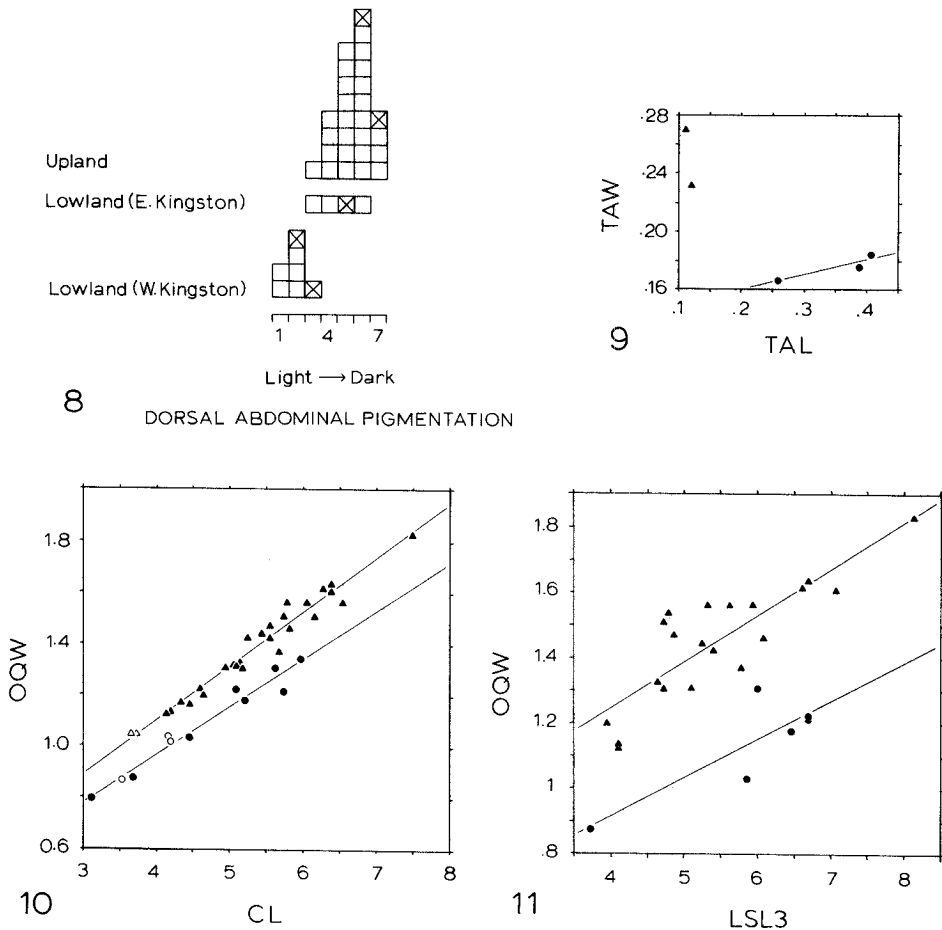 Upland
Lowland (E. Kingston)
Lowland (W. Kingston)
1 4 7
Light → Dark
8
DORSAL ABDOMINAL PIGMENTATION
.28
.24
.20
.16
TAW
.1 .2 .3 .4
TAL
9
1.8
1.4
1.0
0.6
OQW
3 4 5 6 7 8
CL
10
1.8
1.6
1.4
1.2
1
.8
OQW
4 5 6 7 8
LSL3
11